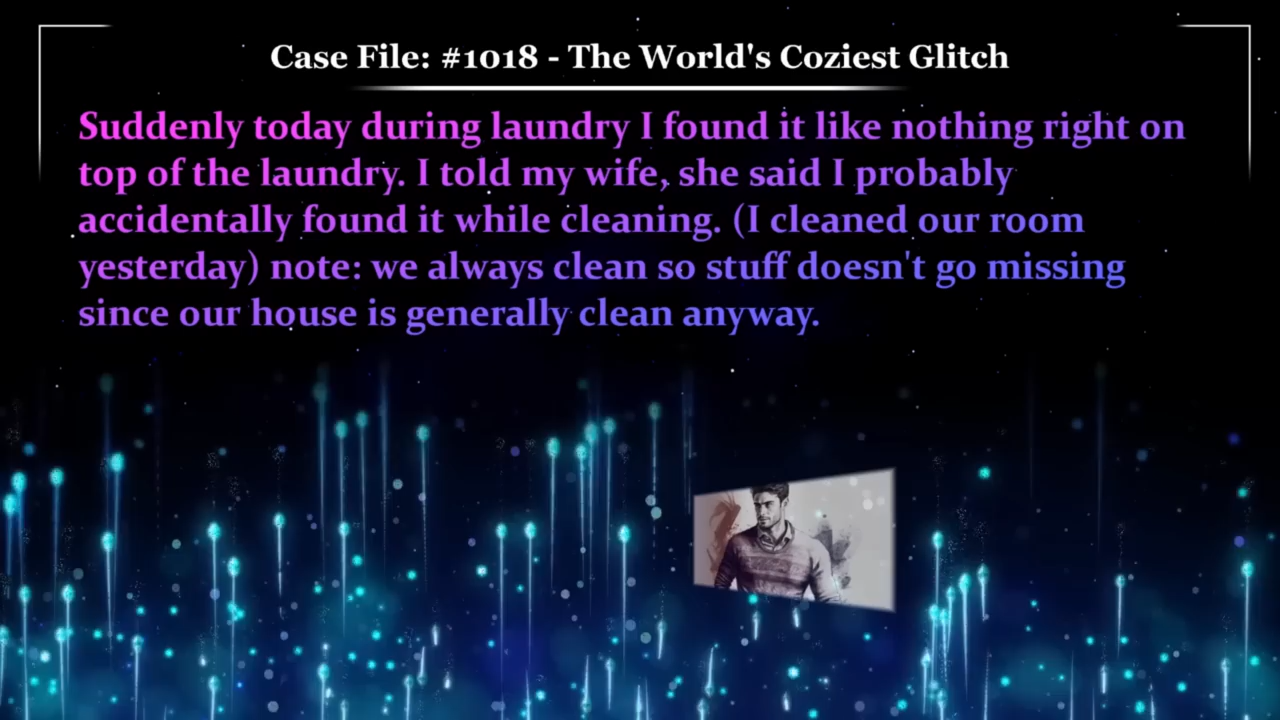 Case File: #1018 - The World's Coziest Glitch
Suddenly today during laundry I found it like nothing right on
top of the laundry. I told my wife, she said I probably
accidentally found it while cleaning. (I cleaned our room
yesterday) note: we always clean so stuff doesn't go missing
since our house is generally clean anyway.